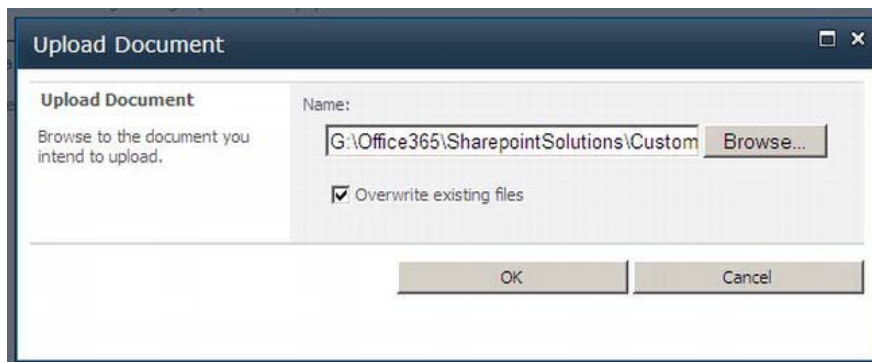 Upload Document
Upload Document
Browse to the document you
intend to upload.
Name:
G:\Office365\SharepointSolutions\Custom
Browse...
Overwrite existing files
OK
Cancel